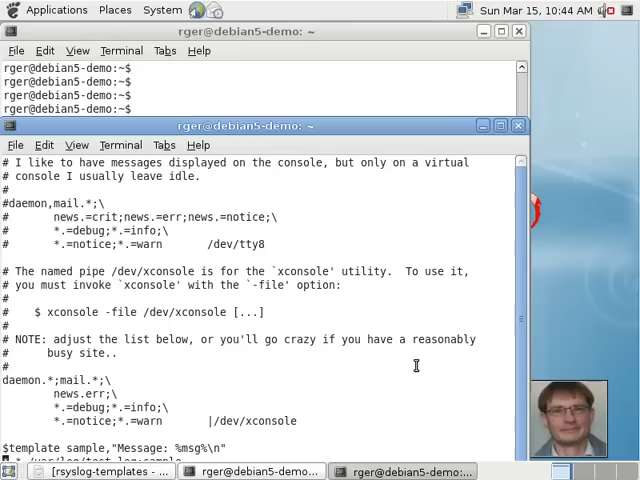 Applications Places System Sun Mar 15, 10:44 AM
rger@debian5-demo: ~
File Edit View Terminal Tabs Help
rger@debian5-demo:~$
rger@debian5-demo:~$
rger@debian5-demo:~$
rger@debian5-demo:~$
rger@debian5-demo: ~
File Edit View Terminal Tabs Help
# I like to have messages displayed on the console, but only on a virtual
# console I usually leave idle.
#
#daemon,mail.*;\
#       news.=crit;news.=err;news.=notice;\
#       *.=debug;*.=info;\
#       *.=notice;*.=warn       /dev/tty8

# The named pipe /dev/xconsole is for the `xconsole' utility.  To use it,
# you must invoke `xconsole' with the `-file' option:
#
#    $ xconsole -file /dev/xconsole [...]
#
# NOTE: adjust the list below, or you'll go crazy if you have a reasonably
#      busy site..
#
daemon.*;mail.*;\
        news.err;\
        *.=debug;*.=info;\
        *.=notice;*.=warn       |/dev/xconsole

$template sample,"Message: %msg%\n"
*.* /var/log/test.log;sample
[rsyslog-templates - ... rger@debian5-demo... rger@debian5-demo:...